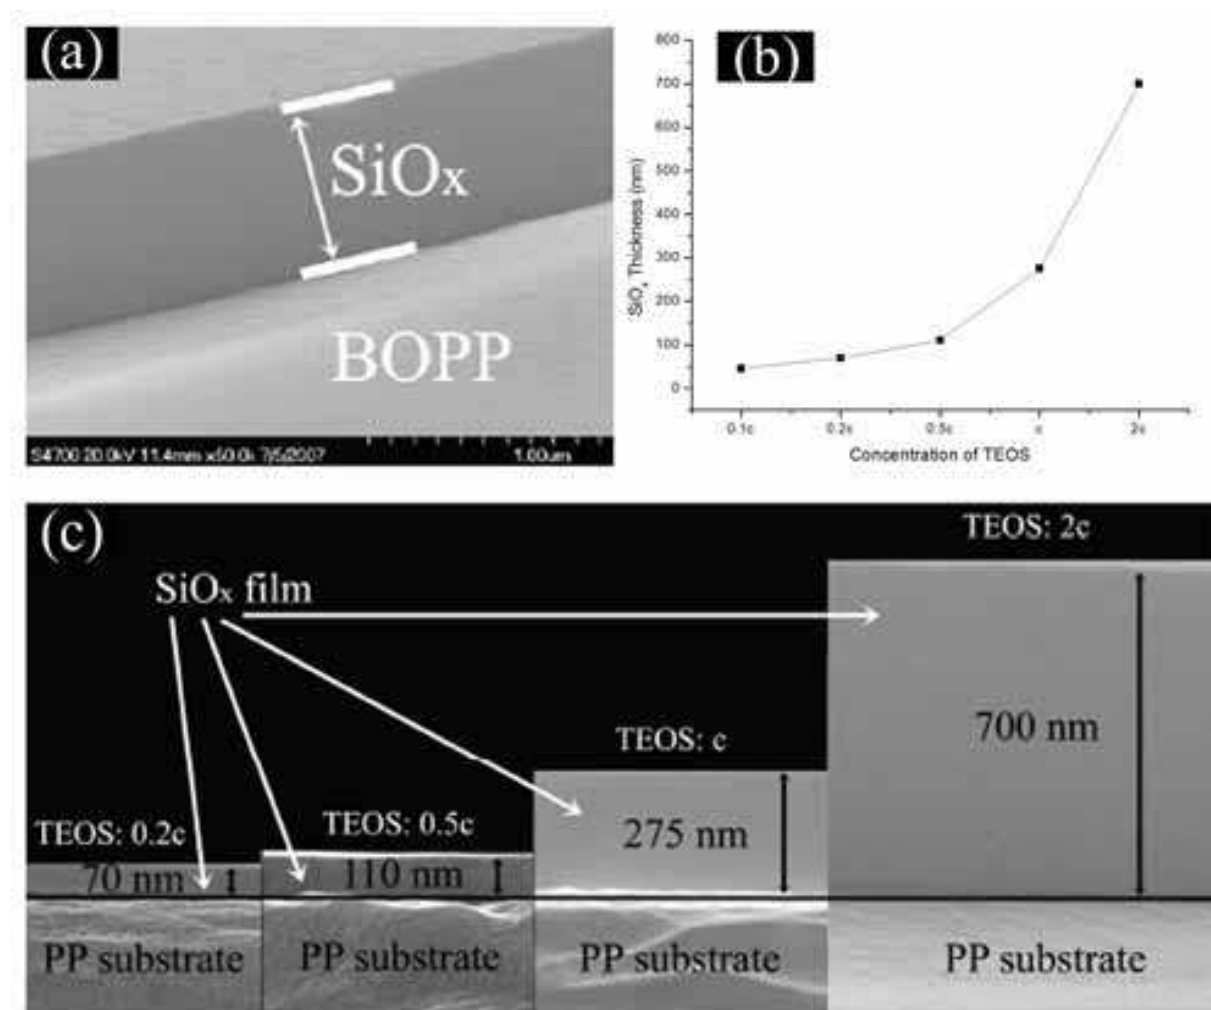 (a)
SiOx
BOPP
S4700 20.0kV 11.4mm x50.0k 7/5/2007 1.00um
(b)
800
700
600
500
400
300
200
100
0
SiOx Thickness (nm)
0.1c 0.2c 0.5c c 2c
Concentration of TEOS
(c)
TEOS: 2c
SiOx film
700 nm
TEOS: c
275 nm
TEOS: 0.2c
TEOS: 0.5c
70 nm
110 nm
PP substrate PP substrate PP substrate PP substrate